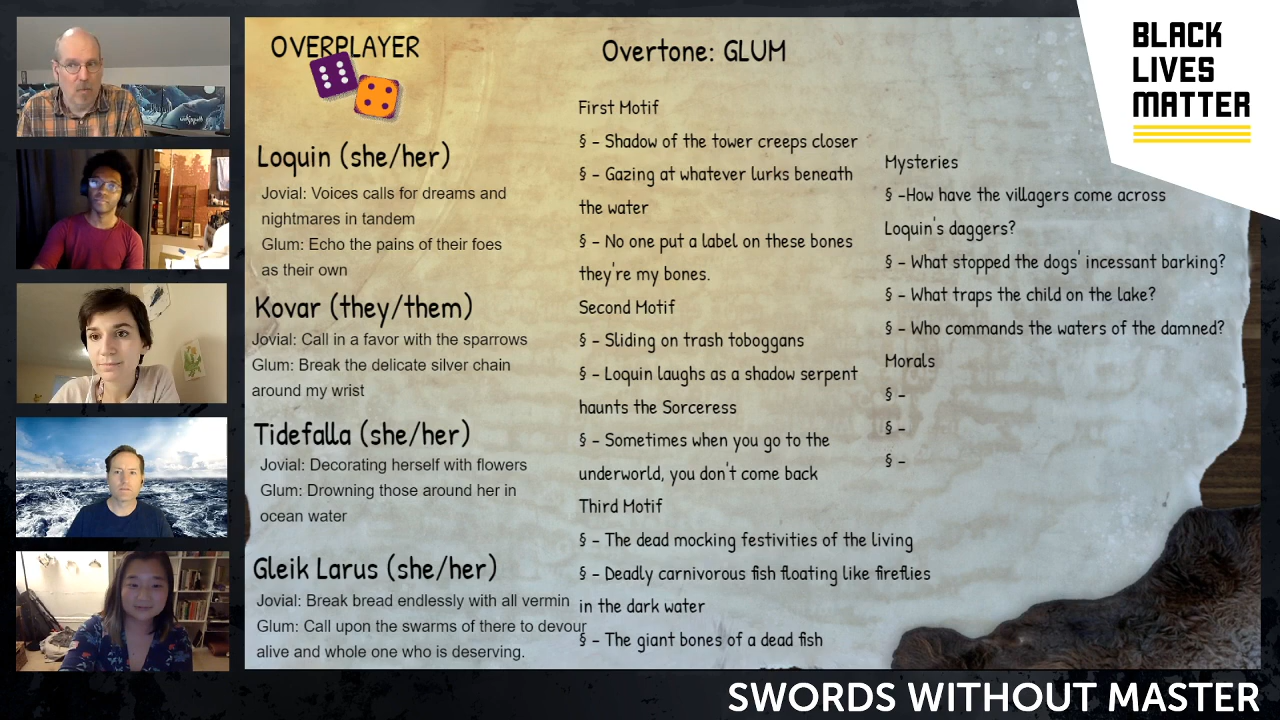 OVERPLAYER
Loquin (she/her)
Jovial: Voices calls for dreams and
nightmares in tandem
Glum: Echo the pains of their foes
as their own
Kovar (they/them)
Jovial: Call in a favor with the sparrows
Glum: Break the delicate silver chain
around my wrist
Tidefalla (she/her)
Jovial: Decorating herself with flowers
Glum: Drowning those around her in
ocean water
Gleik Larus (she/her)
Jovial: Break bread endlessly with all vermin
Glum: Call upon the swarms of there to devour
alive and whole one who is deserving.
Overtone: GLUM
First Motif
§ - Shadow of the tower creeps closer
§ - Gazing at whatever lurks beneath
the water
§ - No one put a label on these bones
they're my bones.
Second Motif
§ - Sliding on trash toboggans
§ - Loquin laughs as a shadow serpent
haunts the Sorceress
§ - Sometimes when you go to the
underworld, you don't come back
Third Motif
§ - The dead mocking festivities of the living
§ - Deadly carnivorous fish floating like fireflies
in the dark water
§ - The giant bones of a dead fish
Mysteries
§ -How have the villagers come across
Loquin's daggers?
§ - What stopped the dogs' incessant barking?
§ - What traps the child on the lake?
§ - Who commands the waters of the damned?
Morals
§ -
§ -
§ -
BLACK
LIVES
MATTER
SWORDS WITHOUT MASTER